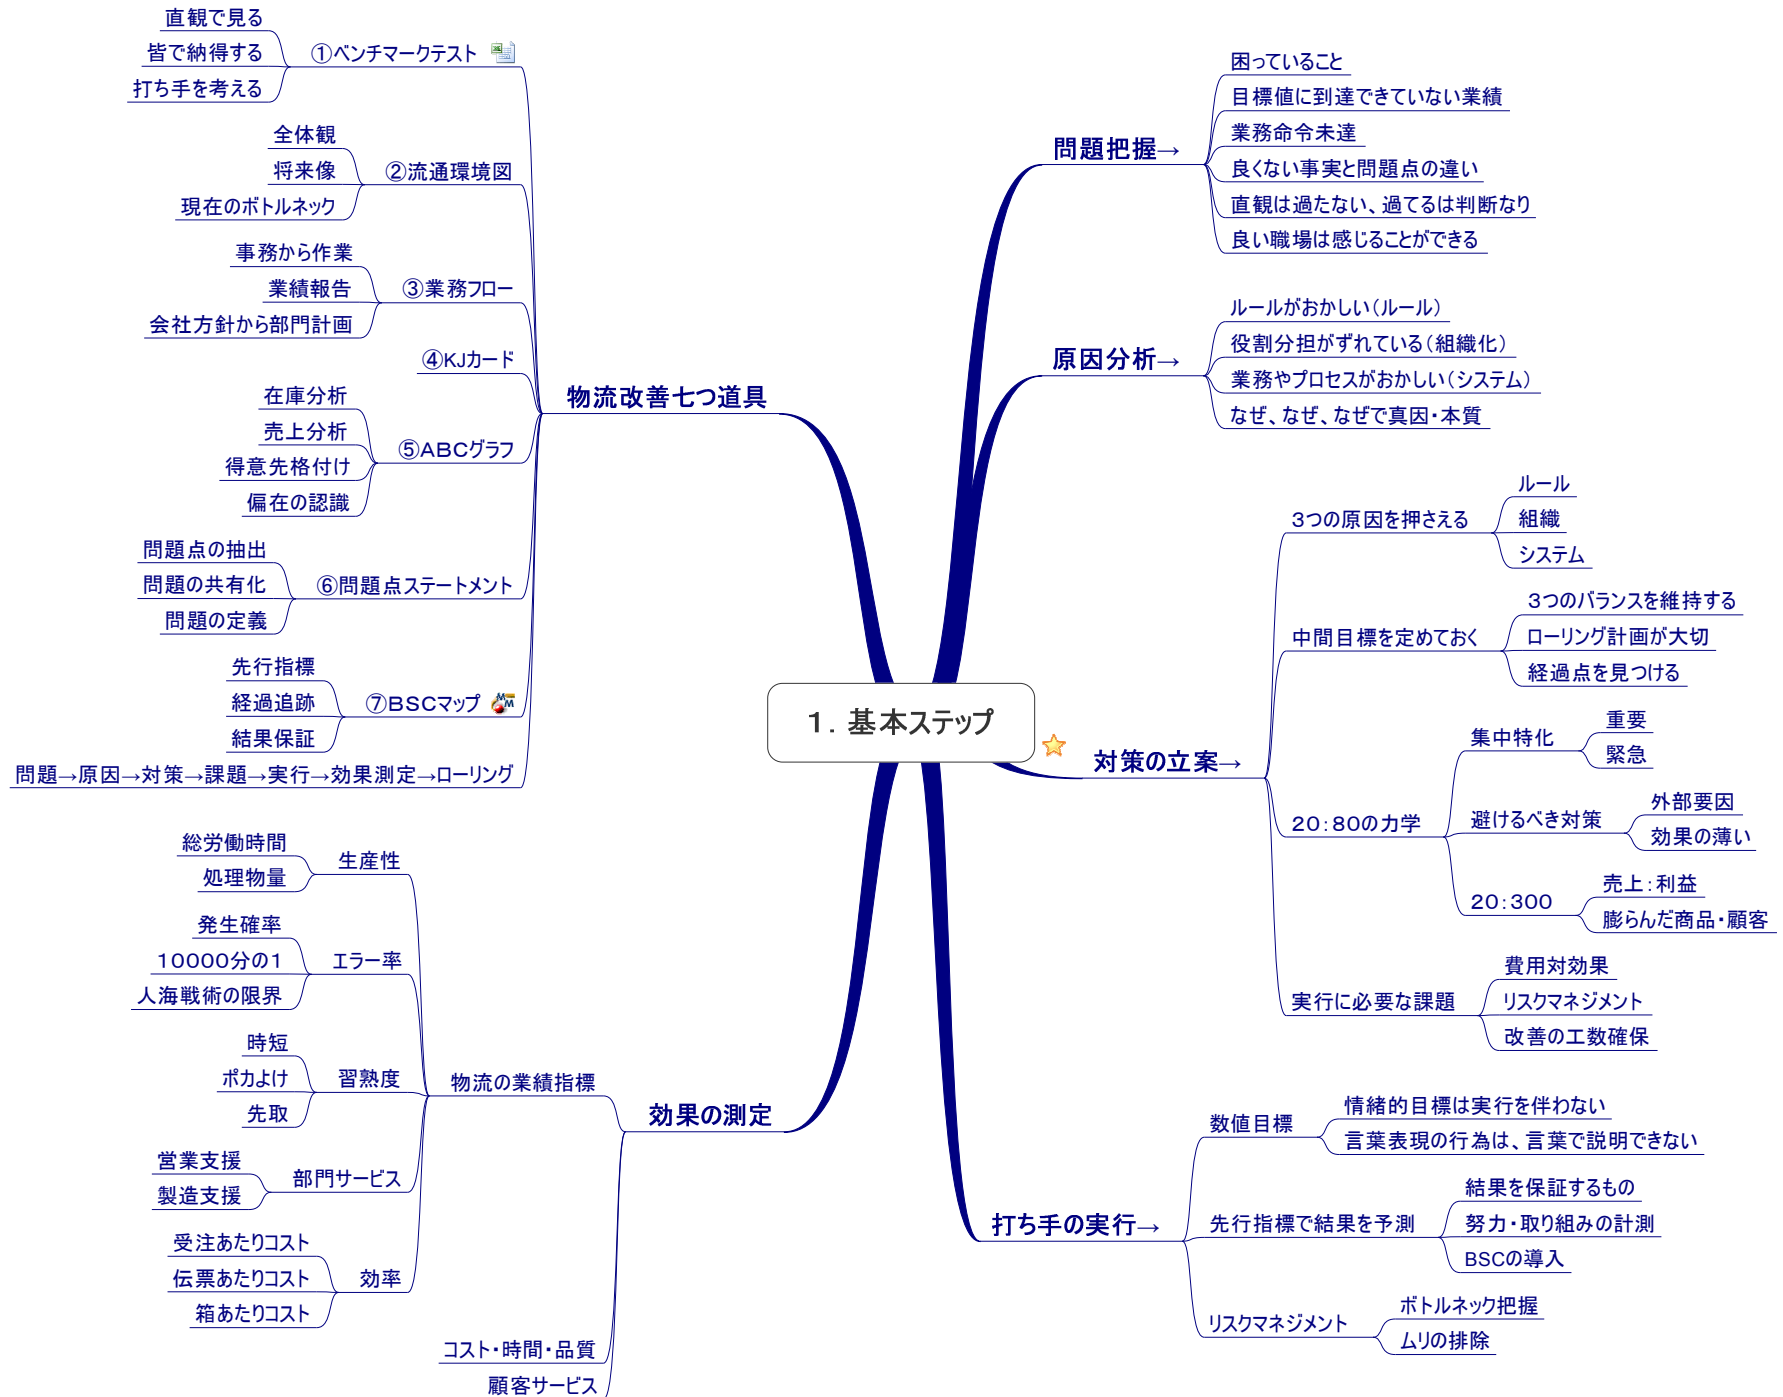 1．基本ステップ
問題把握→
困っていること
目標値に到達できていない業績
業務命令未達
良くない事実と問題点の違い
直観は過たない、過てるは判断なり
良い職場は感じることができる
原因分析→
ルールがおかしい（ルール）
役割分担がずれている（組織化）
業務やプロセスがおかしい（システム）
なぜ、なぜ、なぜで真因・本質
対策の立案→
3つの原因を押さえる
ルール
組織
システム
中間目標を定めておく
3つのバランスを維持する
ローリング計画が大切
経過点を見つける
20：80の力学
集中特化
重要
緊急
避けるべき対策
外部要因
効果の薄い
20：300
売上：利益
膨らんだ商品・顧客
実行に必要な課題
費用対効果
リスクマネジメント
改善の工数確保
打ち手の実行→
数値目標
情緒的目標は実行を伴わない
言葉表現の行為は、言葉で説明できない
先行指標で結果を予測
結果を保証するもの
努力・取り組みの計測
BSCの導入
リスクマネジメント
ボトルネック把握
ムリの排除
効果の測定
物流の業績指標
生産性
総労働時間
処理物量
エラー率
発生確率
10000分の1
人海戦術の限界
習熟度
時短
ポカよけ
先取
部門サービス
営業支援
製造支援
効率
受注あたりコスト
伝票あたりコスト
箱あたりコスト
コスト・時間・品質
顧客サービス
物流改善七つ道具
①ベンチマークテスト
直観で見る
皆で納得する
打ち手を考える
②流通環境図
全体観
将来像
現在のボトルネック
③業務フロー
事務から作業
業績報告
会社方針から部門計画
④KJカード
⑤ABCグラフ
在庫分析
売上分析
得意先格付け
偏在の認識
⑥問題点ステートメント
問題点の抽出
問題の共有化
問題の定義
⑦BSCマップ
先行指標
経過追跡
結果保証
問題→原因→対策→課題→実行→効果測定→ローリング